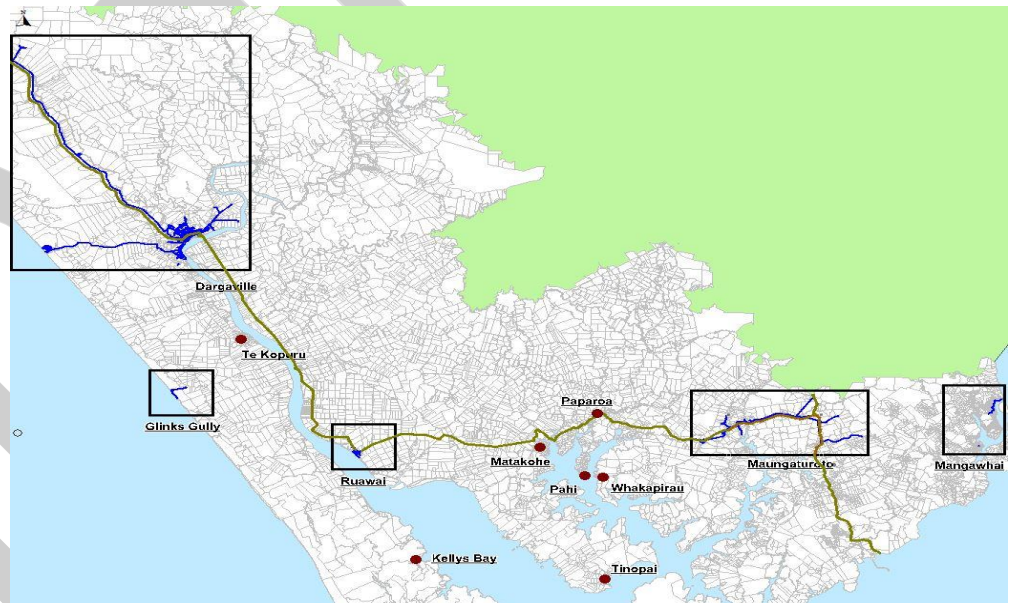 Dargaville
Te Kopuru
Glinks Gully
Paparoa
Ruawai
Matakohe
Maungaturoto
Mangawhai
Pahi
Whakapirau
Kellys Bay
Tinopai